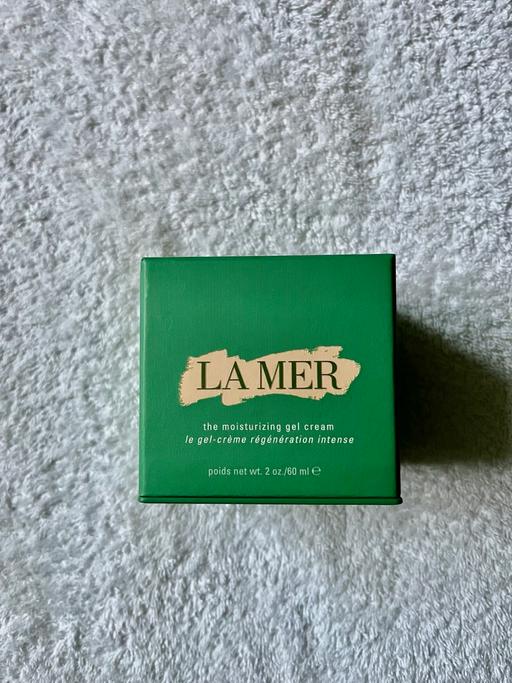 LA MER
the moisturizing gel cream
le gel-crème régénération intense
poids net wt. 2 oz./60 ml ℮